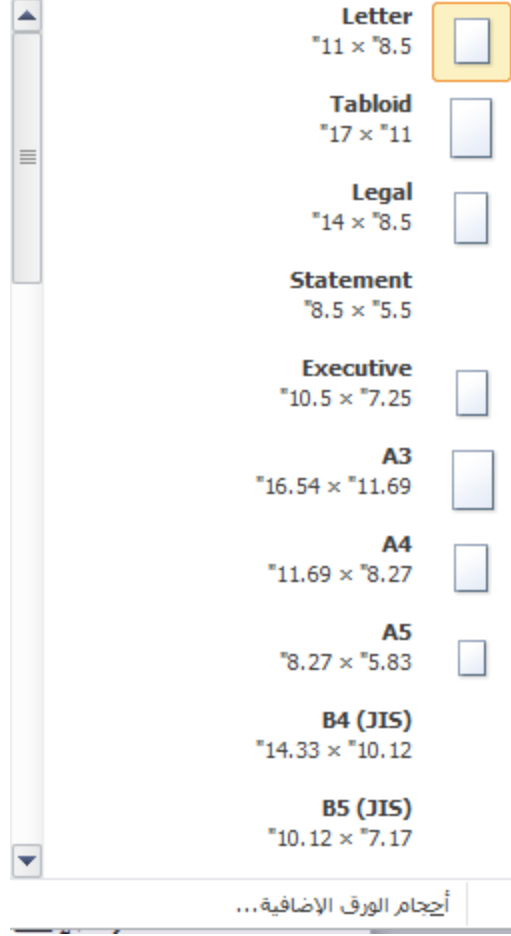 Letter
"11 × "8.5
Tabloid
"17 × "11
Legal
"14 × "8.5
Statement
"8.5 × "5.5
Executive
"10.5 × "7.25
A3
"16.54 × "11.69
A4
"11.69 × "8.27
A5
"8.27 × "5.83
B4 (JIS)
"14.33 × "10.12
B5 (JIS)
"10.12 × "7.17
أحجام الورق الإضافية...